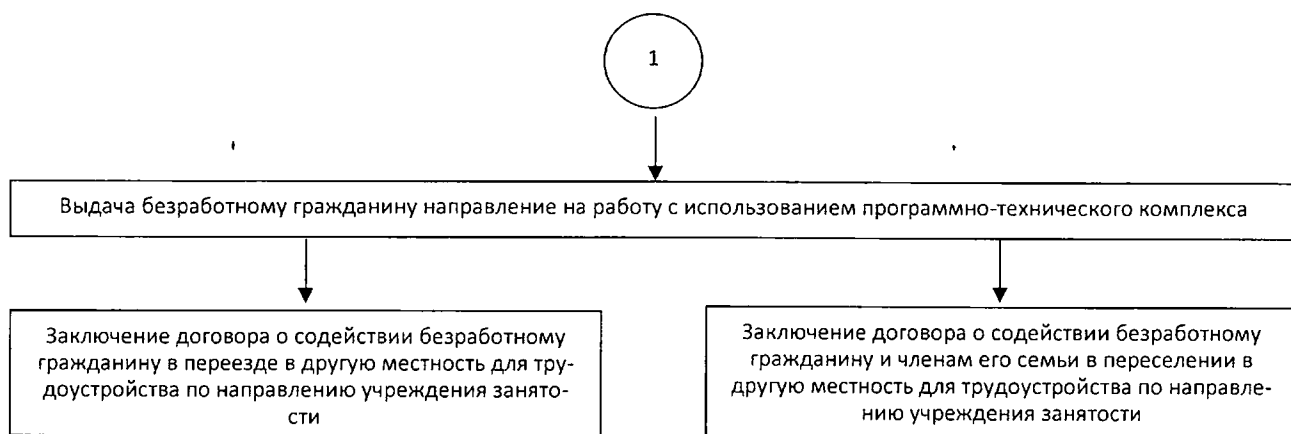 1
Выдача безработному гражданину направление на работу с использованием программно-технического комплекса
Заключение договора о содействии безработному
гражданину в переезде в другую местность для тру-
доустройства по направлению учреждения занято-
сти
Заключение договора о содействии безработному
гражданину и членам его семьи в переселении в
другую местность для трудоустройства по направле-
нию учреждения занятости